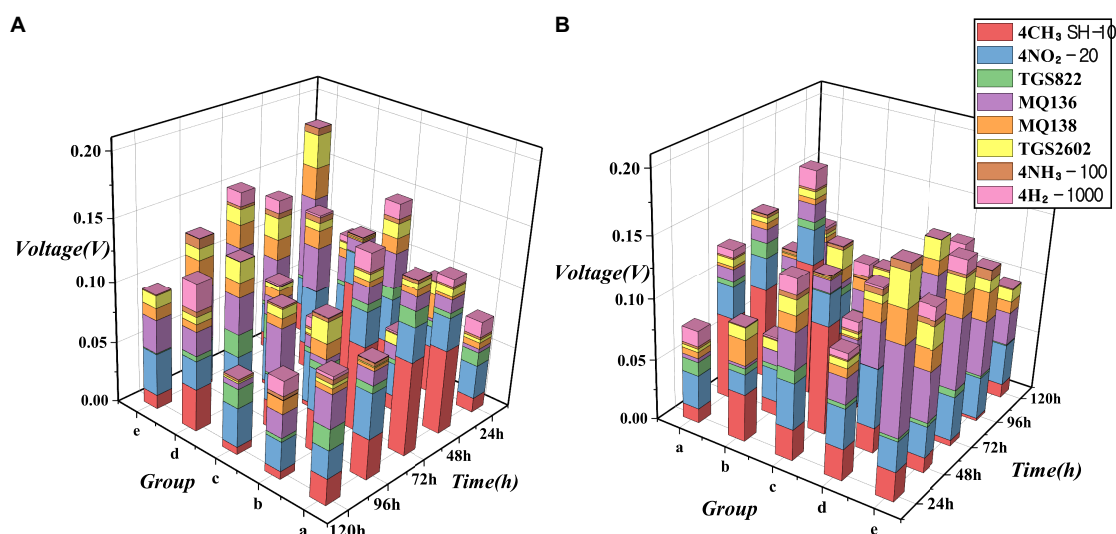 A
0.20
0.15
Voltage(V)
0.10
0.05
0.00
e
d
c
b
a
Group
24h
48h
72h
96h
120h
Time(h)
B
0.20
0.15
Voltage(V)
0.10
0.05
0.00
a
b
c
d
e
Group
120h
96h
72h
48h
24h
Time(h)
4CH₃ SH-10
4NO₂-20
TGS822
MQ136
MQ138
TGS2602
4NH₃-100
4H₂-1000